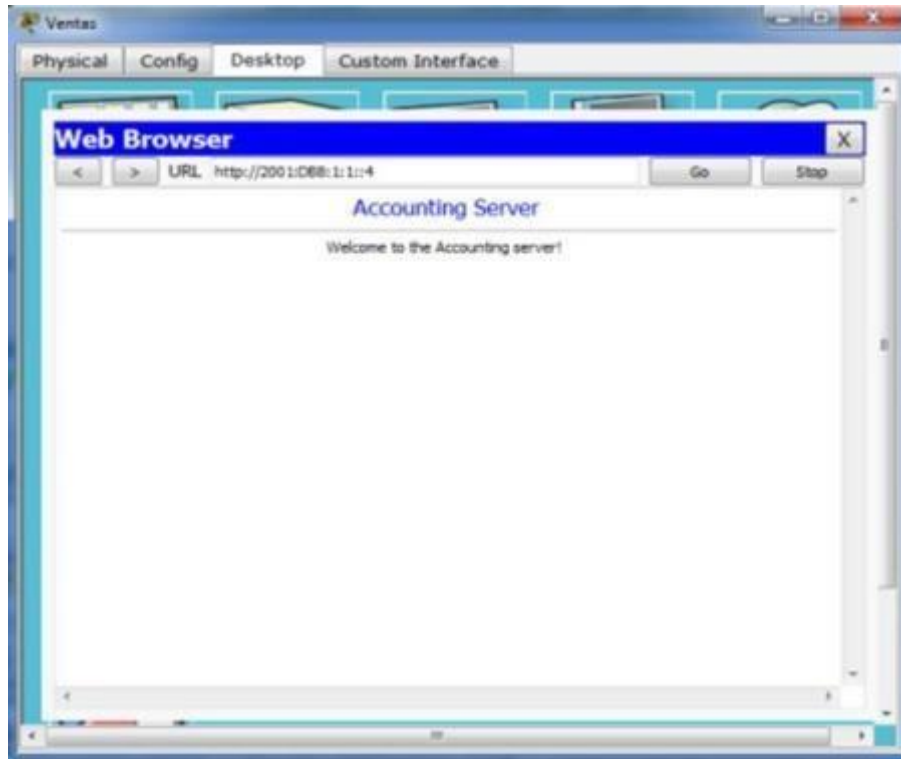 Ventas
Physical Config Desktop Custom Interface
Web Browser
X
< > URL http://2001:DB8:1:1::4 Go Stop
Accounting Server
Welcome to the Accounting server!